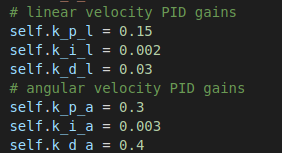 # linear velocity PID gains
self.k_p_l = 0.15
self.k_i_l = 0.002
self.k_d_l = 0.03
# angular velocity PID gains
self.k_p_a = 0.3
self.k_i_a = 0.003
self.k_d_a = 0.4